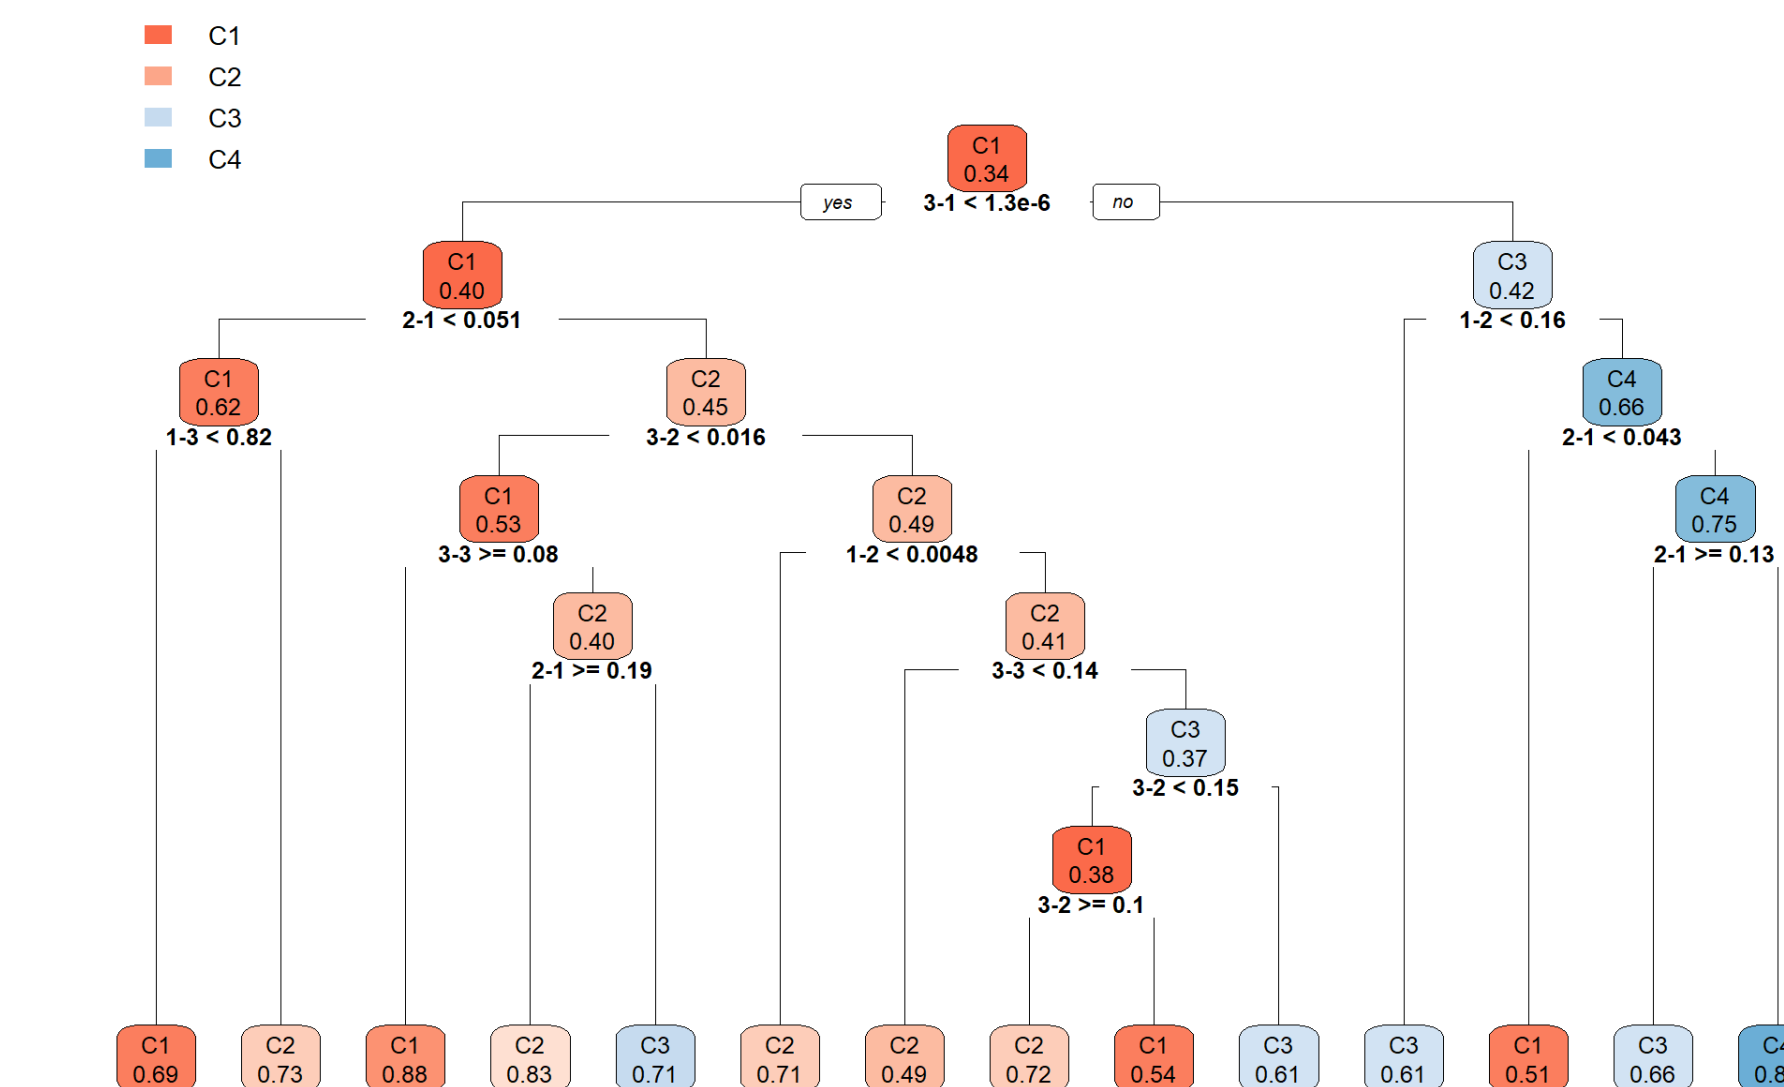 C1
C2
C3
C4
C1
0.34
yes
3-1 < 1.3e-6
no
C1
0.40
2-1 < 0.051
C3
0.42
1-2 < 0.16
C1
0.62
1-3 < 0.82
C2
0.45
3-2 < 0.016
C4
0.66
2-1 < 0.043
C1
0.53
3-3 >= 0.08
C2
0.49
1-2 < 0.0048
C4
0.75
2-1 >= 0.13
C2
0.40
2-1 >= 0.19
C2
0.41
3-3 < 0.14
C3
0.37
3-2 < 0.15
C1
0.38
3-2 >= 0.1
C1 C2 C1 C2 C3 C2 C2 C2 C1 C3 C3 C1 C3
0.69 0.73 0.88 0.83 0.71 0.71 0.49 0.72 0.54 0.61 0.61 0.51 0.66